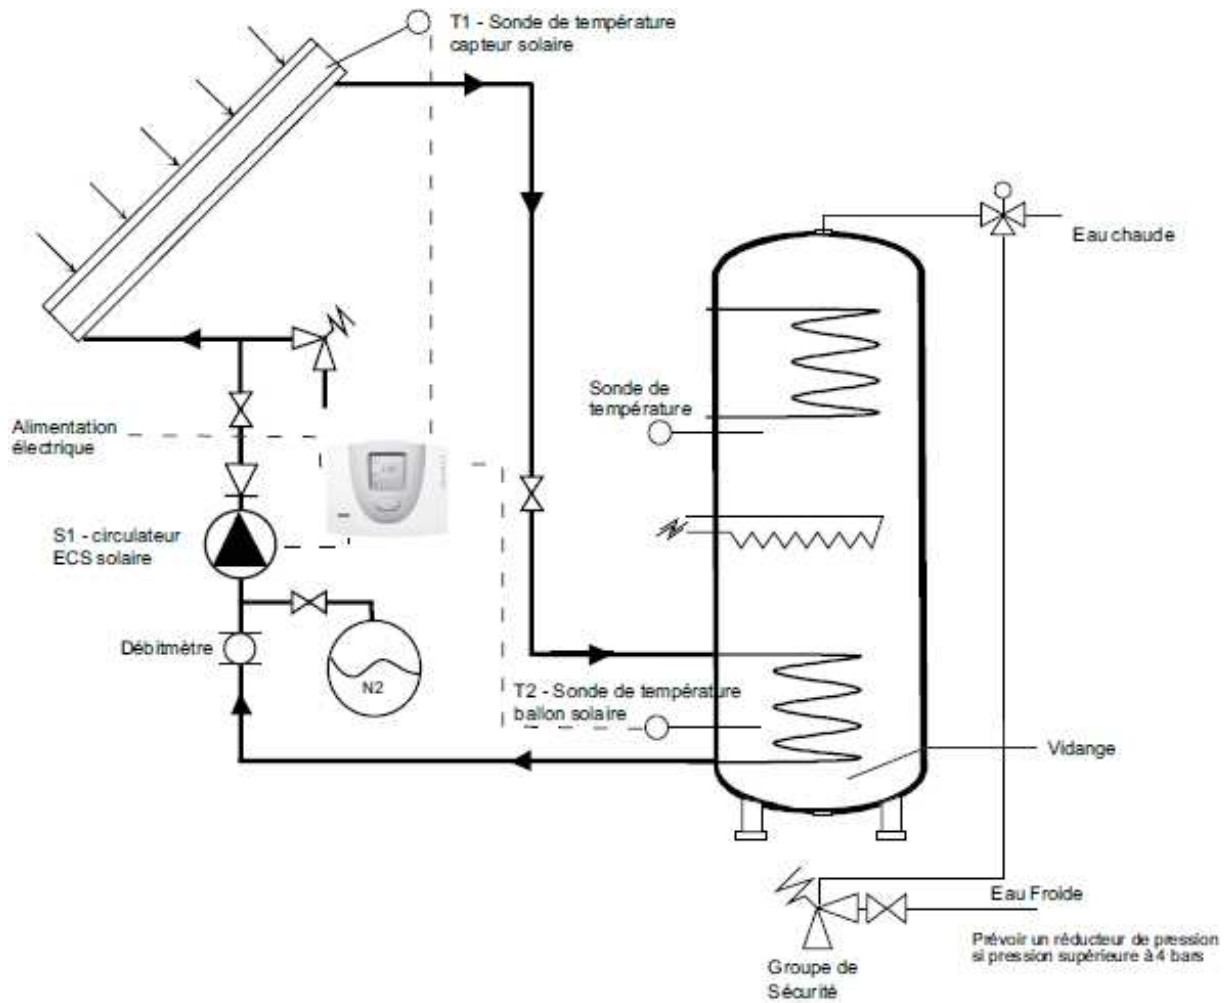 T1 - Sonde de température
capteur solaire
Eau chaude
Sonde de
température
Alimentation
électrique
S1 - circulateur
ECS solaire
Débitmètre
N2
T2 - Sonde de température
ballon solaire
Vidange
Eau Froide
Prévoir un réducteur de pression
si pression supérieure à 4 bars
Groupe de
Sécurité